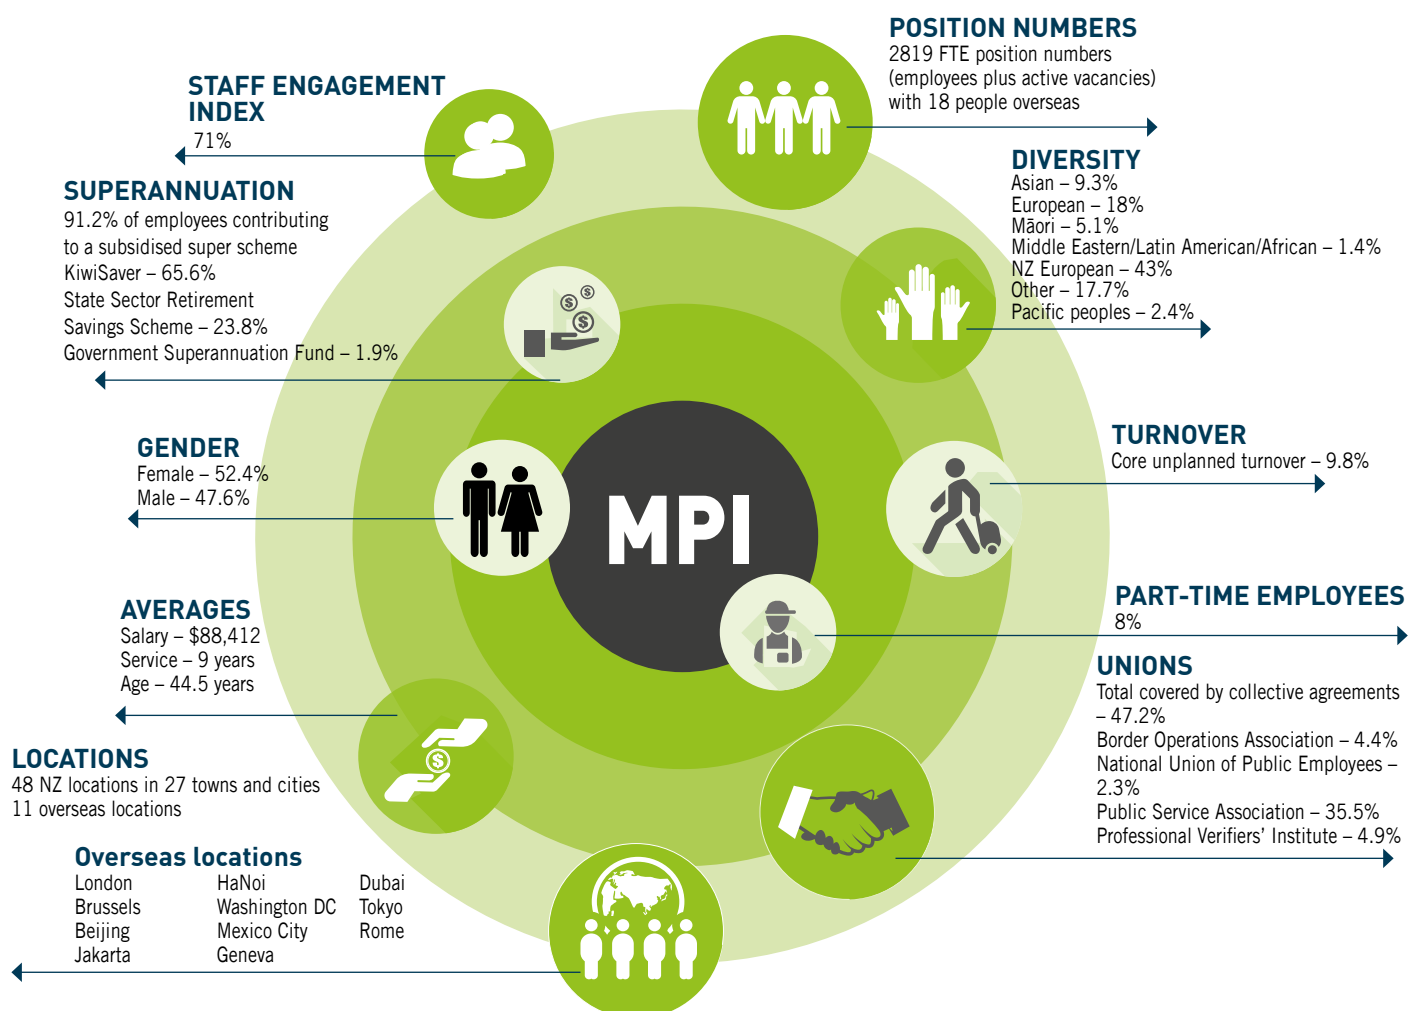 POSITION NUMBERS
2819 FTE position numbers
(employees plus active vacancies)
with 18 people overseas
STAFF ENGAGEMENT
INDEX
71%
DIVERSITY
Asian – 9.3%
European – 18%
Māori – 5.1%
Middle Eastern/Latin American/African – 1.4%
NZ European – 43%
Other – 17.7%
Pacific peoples – 2.4%
SUPERANNUATION
91.2% of employees contributing
to a subsidised super scheme
KiwiSaver – 65.6%
State Sector Retirement
Savings Scheme – 23.8%
Government Superannuation Fund – 1.9%
GENDER
Female – 52.4%
Male – 47.6%
TURNOVER
Core unplanned turnover – 9.8%
MPI
AVERAGES
Salary – $88,412
Service – 9 years
Age – 44.5 years
PART-TIME EMPLOYEES
8%
UNIONS
Total covered by collective agreements
– 47.2%
Border Operations Association – 4.4%
National Union of Public Employees –
2.3%
Public Service Association – 35.5%
Professional Verifiers’ Institute – 4.9%
LOCATIONS
48 NZ locations in 27 towns and cities
11 overseas locations
Overseas locations
London HaNoi Dubai
Brussels Washington DC Tokyo
Beijing Mexico City Rome
Jakarta Geneva
$
$
$
$